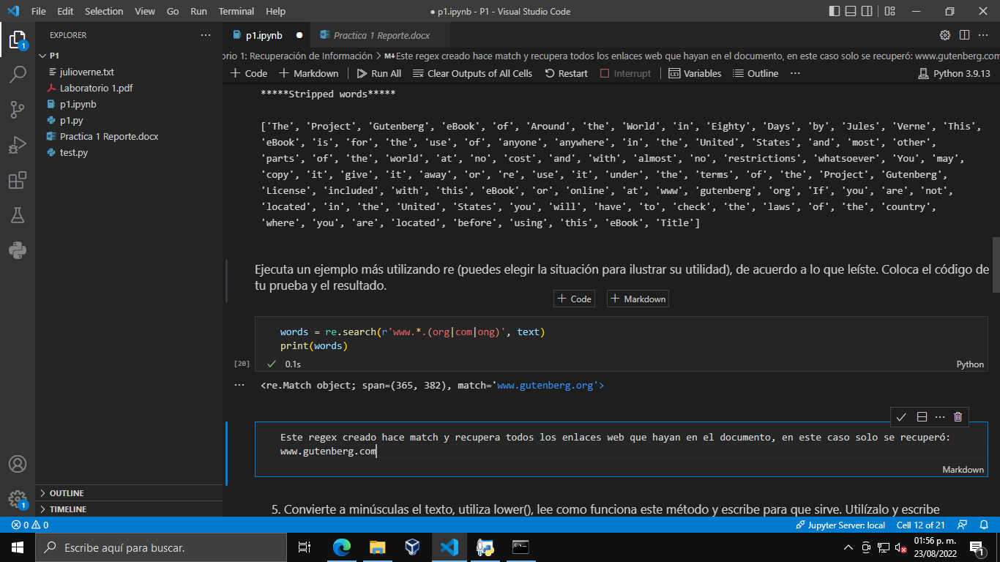 File Edit Selection View Go Run Terminal Help ● p1.ipynb - P1 - Visual Studio Code
EXPLORER ···
p1.ipynb ● Practica 1 Reporte.docx
P1
orio 1: Recuperación de Información > M↓Este regex creado hace match y recupera todos los enlaces web que hayan en el documento, en este caso solo se recuperó: www.gutenberg.com
+ Code + Markdown Run All Clear Outputs of All Cells Restart Interrupt Variables Outline ··· Python 3.9.13
julioverne.txt
Laboratorio 1.pdf
p1.ipynb
p1.py
Practica 1 Reporte.docx
test.py
*****Stripped words*****
['The', 'Project', 'Gutenberg', 'eBook', 'of', 'Around', 'the', 'World', 'in', 'Eighty', 'Days', 'by', 'Jules', 'Verne', 'This',
'eBook', 'is', 'for', 'the', 'use', 'of', 'anyone', 'anywhere', 'in', 'the', 'United', 'States', 'and', 'most', 'other',
'parts', 'of', 'the', 'world', 'at', 'no', 'cost', 'and', 'with', 'almost', 'no', 'restrictions', 'whatsoever', 'You', 'may',
'copy', 'it', 'give', 'it', 'away', 'or', 're', 'use', 'it', 'under', 'the', 'terms', 'of', 'the', 'Project', 'Gutenberg',
'License', 'included', 'with', 'this', 'eBook', 'or', 'online', 'at', 'www', 'gutenberg', 'org', 'If', 'you', 'are', 'not',
'located', 'in', 'the', 'United', 'States', 'you', 'will', 'have', 'to', 'check', 'the', 'laws', 'of', 'the', 'country',
'where', 'you', 'are', 'located', 'before', 'using', 'this', 'eBook', 'Title']
Ejecuta un ejemplo más utilizando re (puedes elegir la situación para ilustrar su utilidad), de acuerdo a lo que leíste. Coloca el código de
tu prueba y el resultado.
+ Code + Markdown
words = re.search(r'www.*.(org|com|ong)', text)
print(words)
[20] ✓ 0.1s Python
··· <re.Match object; span=(365, 382), match='www.gutenberg.org'>
Este regex creado hace match y recupera todos los enlaces web que hayan en el documento, en este caso solo se recuperó:
www.gutenberg.com
Markdown
5. Convierte a minúsculas el texto, utiliza lower(), lee como funciona este método y escribe para que sirve. Utilízalo y escribe
OUTLINE
TIMELINE
1
1
0 0 Jupyter Server: local Cell 12 of 21
Escribe aquí para buscar. 01:56 p. m.
23/08/2022
1